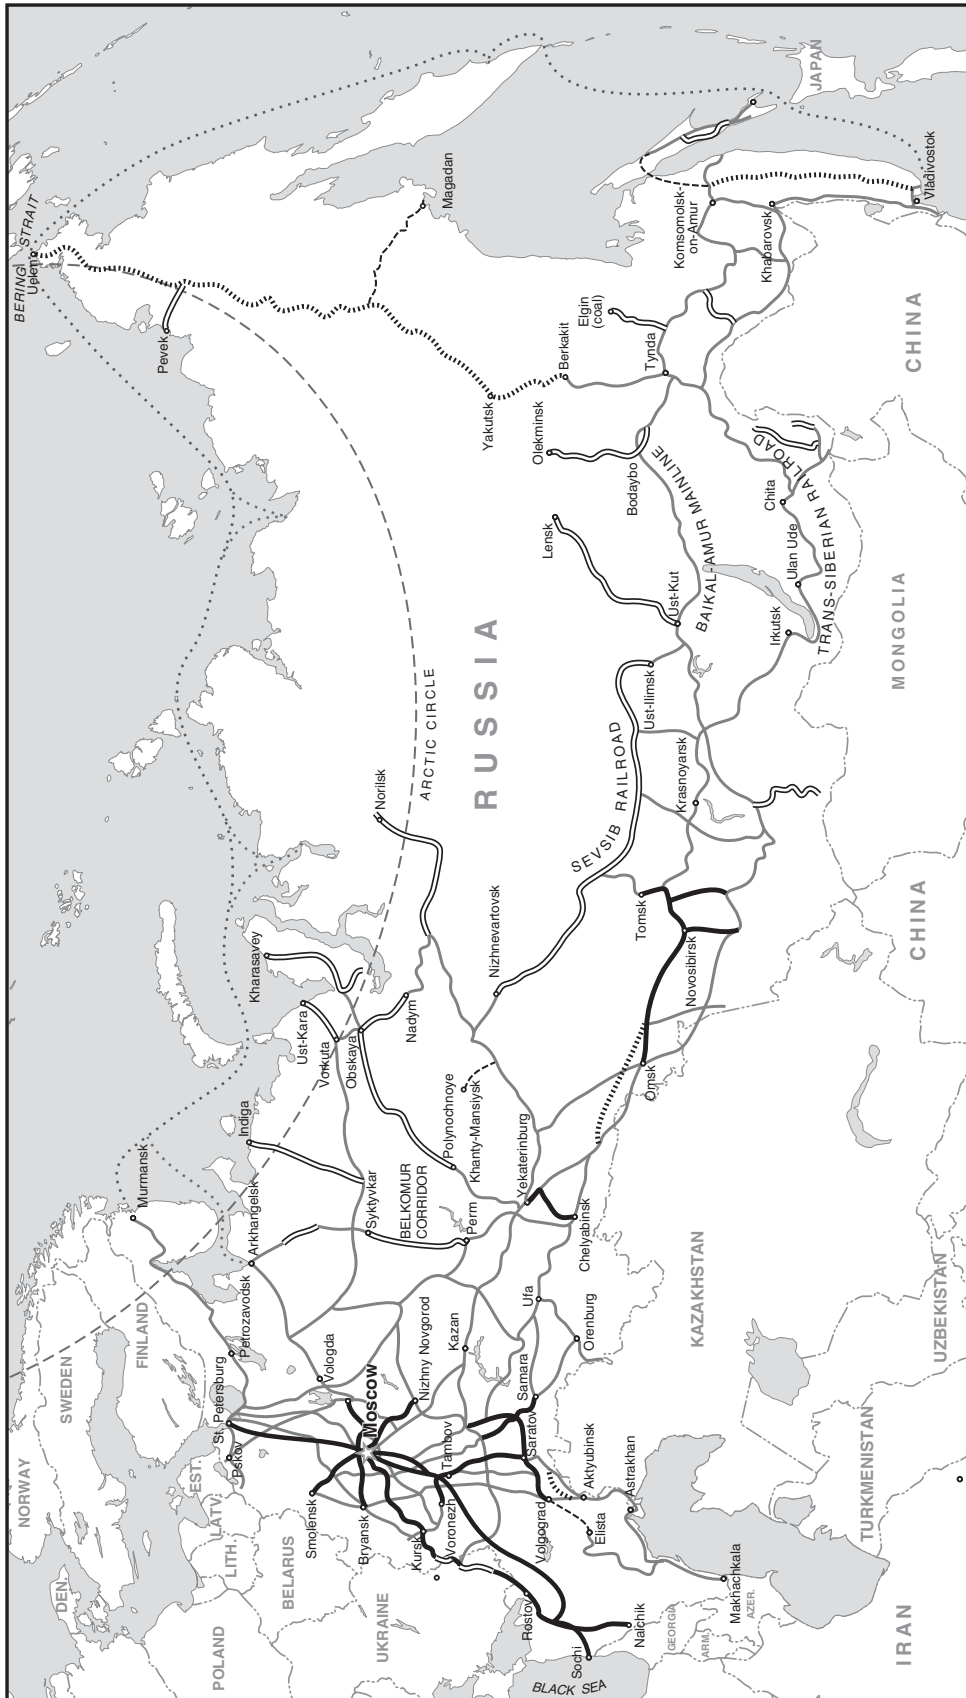 BERING
STRAIT
Uelen
Pevek
Magadan
JAPAN
Vladivostok
Komsomolsk-
on-Amur
Khabarovsk
Elgin
(coal)
Berkakit
Tynda
CHINA
Yakutsk
Olekminsk
Bodaybo
Lensk
BAIKAL-AMUR MAINLINE
Chita
Ulan Ude
TRANS-SIBERIAN RAILROAD
Ust-Kut
Irkutsk
MONGOLIA
Ust-Ilimsk
RUSSIA
ARCTIC CIRCLE
SEVSIB RAILROAD
Krasnoyarsk
Norilsk
Tomsk
Novosibirsk
CHINA
Nizhnevartovsk
Kharasavey
Ust-Kara
Vorkuta
Obskaya
Nadym
Omsk
Polynochnoye
Khanty-Mansiysk
Indiga
Murmansk
Arkhangelsk
Syktyvkar
BELKOMUR
CORRIDOR
Perm
Yekaterinburg
Chelyabinsk
KAZAKHSTAN
UZBEKISTAN
Petrozavodsk
FINLAND
SWEDEN
NORWAY
St. Petersburg
Pskov
Vologda
Nizhny Novgorod
Kazan
Ufa
Orenburg
Samara
Moscow
Tambov
Saratov
Aktyubinsk
Astrakhan
TURKMENISTAN
EST.
LATV.
LITH.
DEN.
BELARUS
Smolensk
Bryansk
Kursk
Voronezh
Volgograd
Elista
Makhachkala
AZER.
POLAND
UKRAINE
Rostov
Sochi
Nalchik
GEORGIA
ARM.
IRAN
BLACK SEA